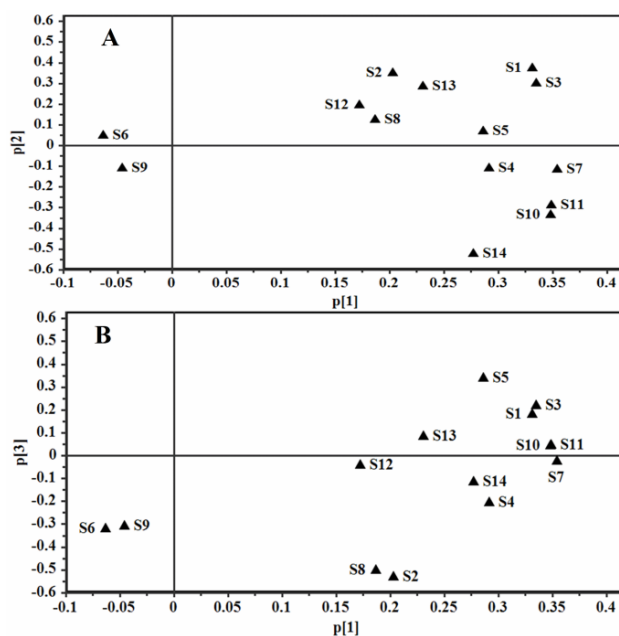 A
0.6
0.5
0.4
0.3
0.2
0.1
0
-0.1
-0.2
-0.3
-0.4
-0.5
-0.6
p[2]
S1
S2
S3
S13
S12
S8
S5
S6
S9
S4
S7
S11
S10
S14
-0.1 -0.05 0 0.05 0.1 0.15 0.2 0.25 0.3 0.35 0.4
p[1]
B
0.6
0.5
0.4
0.3
0.2
0.1
0
-0.1
-0.2
-0.3
-0.4
-0.5
-0.6
p[3]
S5
S3
S1
S13
S10 S11
S12
S7
S14
S4
S6 S9
S8 S2
-0.1 -0.05 0 0.05 0.1 0.15 0.2 0.25 0.3 0.35 0.4
p[1]